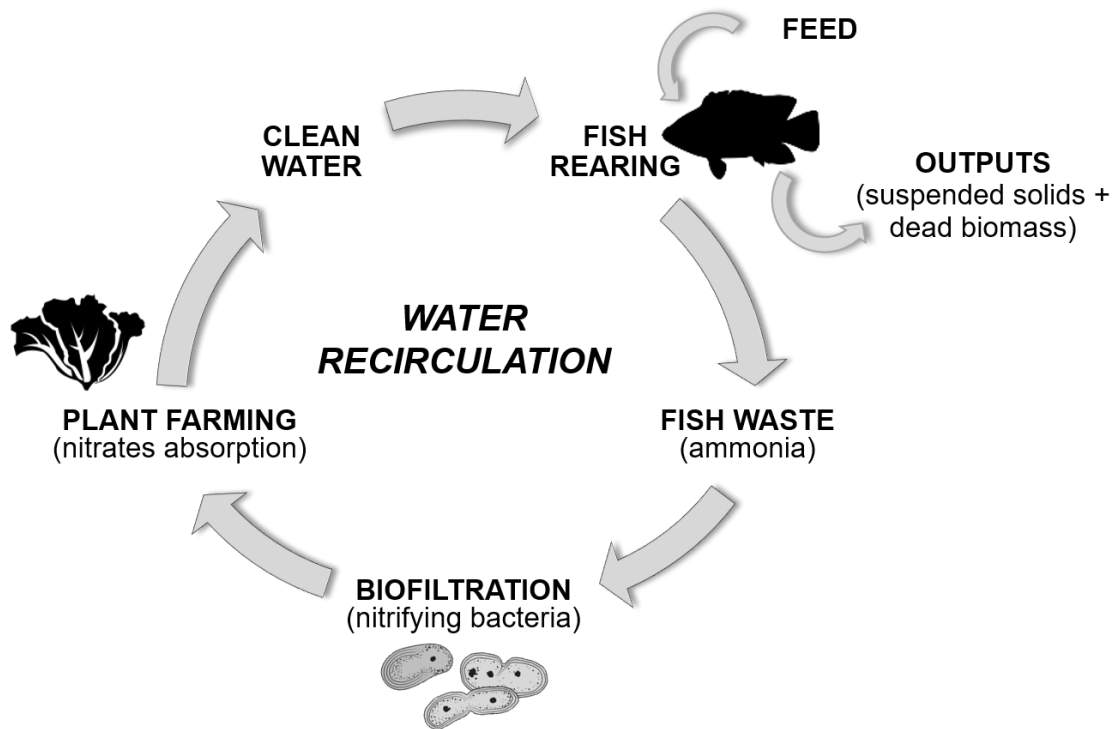 FEED
CLEAN
WATER
FISH
REARING
OUTPUTS
(suspended solids +
dead biomass)
WATER
RECIRCULATION
PLANT FARMING
(nitrates absorption)
FISH WASTE
(ammonia)
BIOFILTRATION
(nitrifying bacteria)